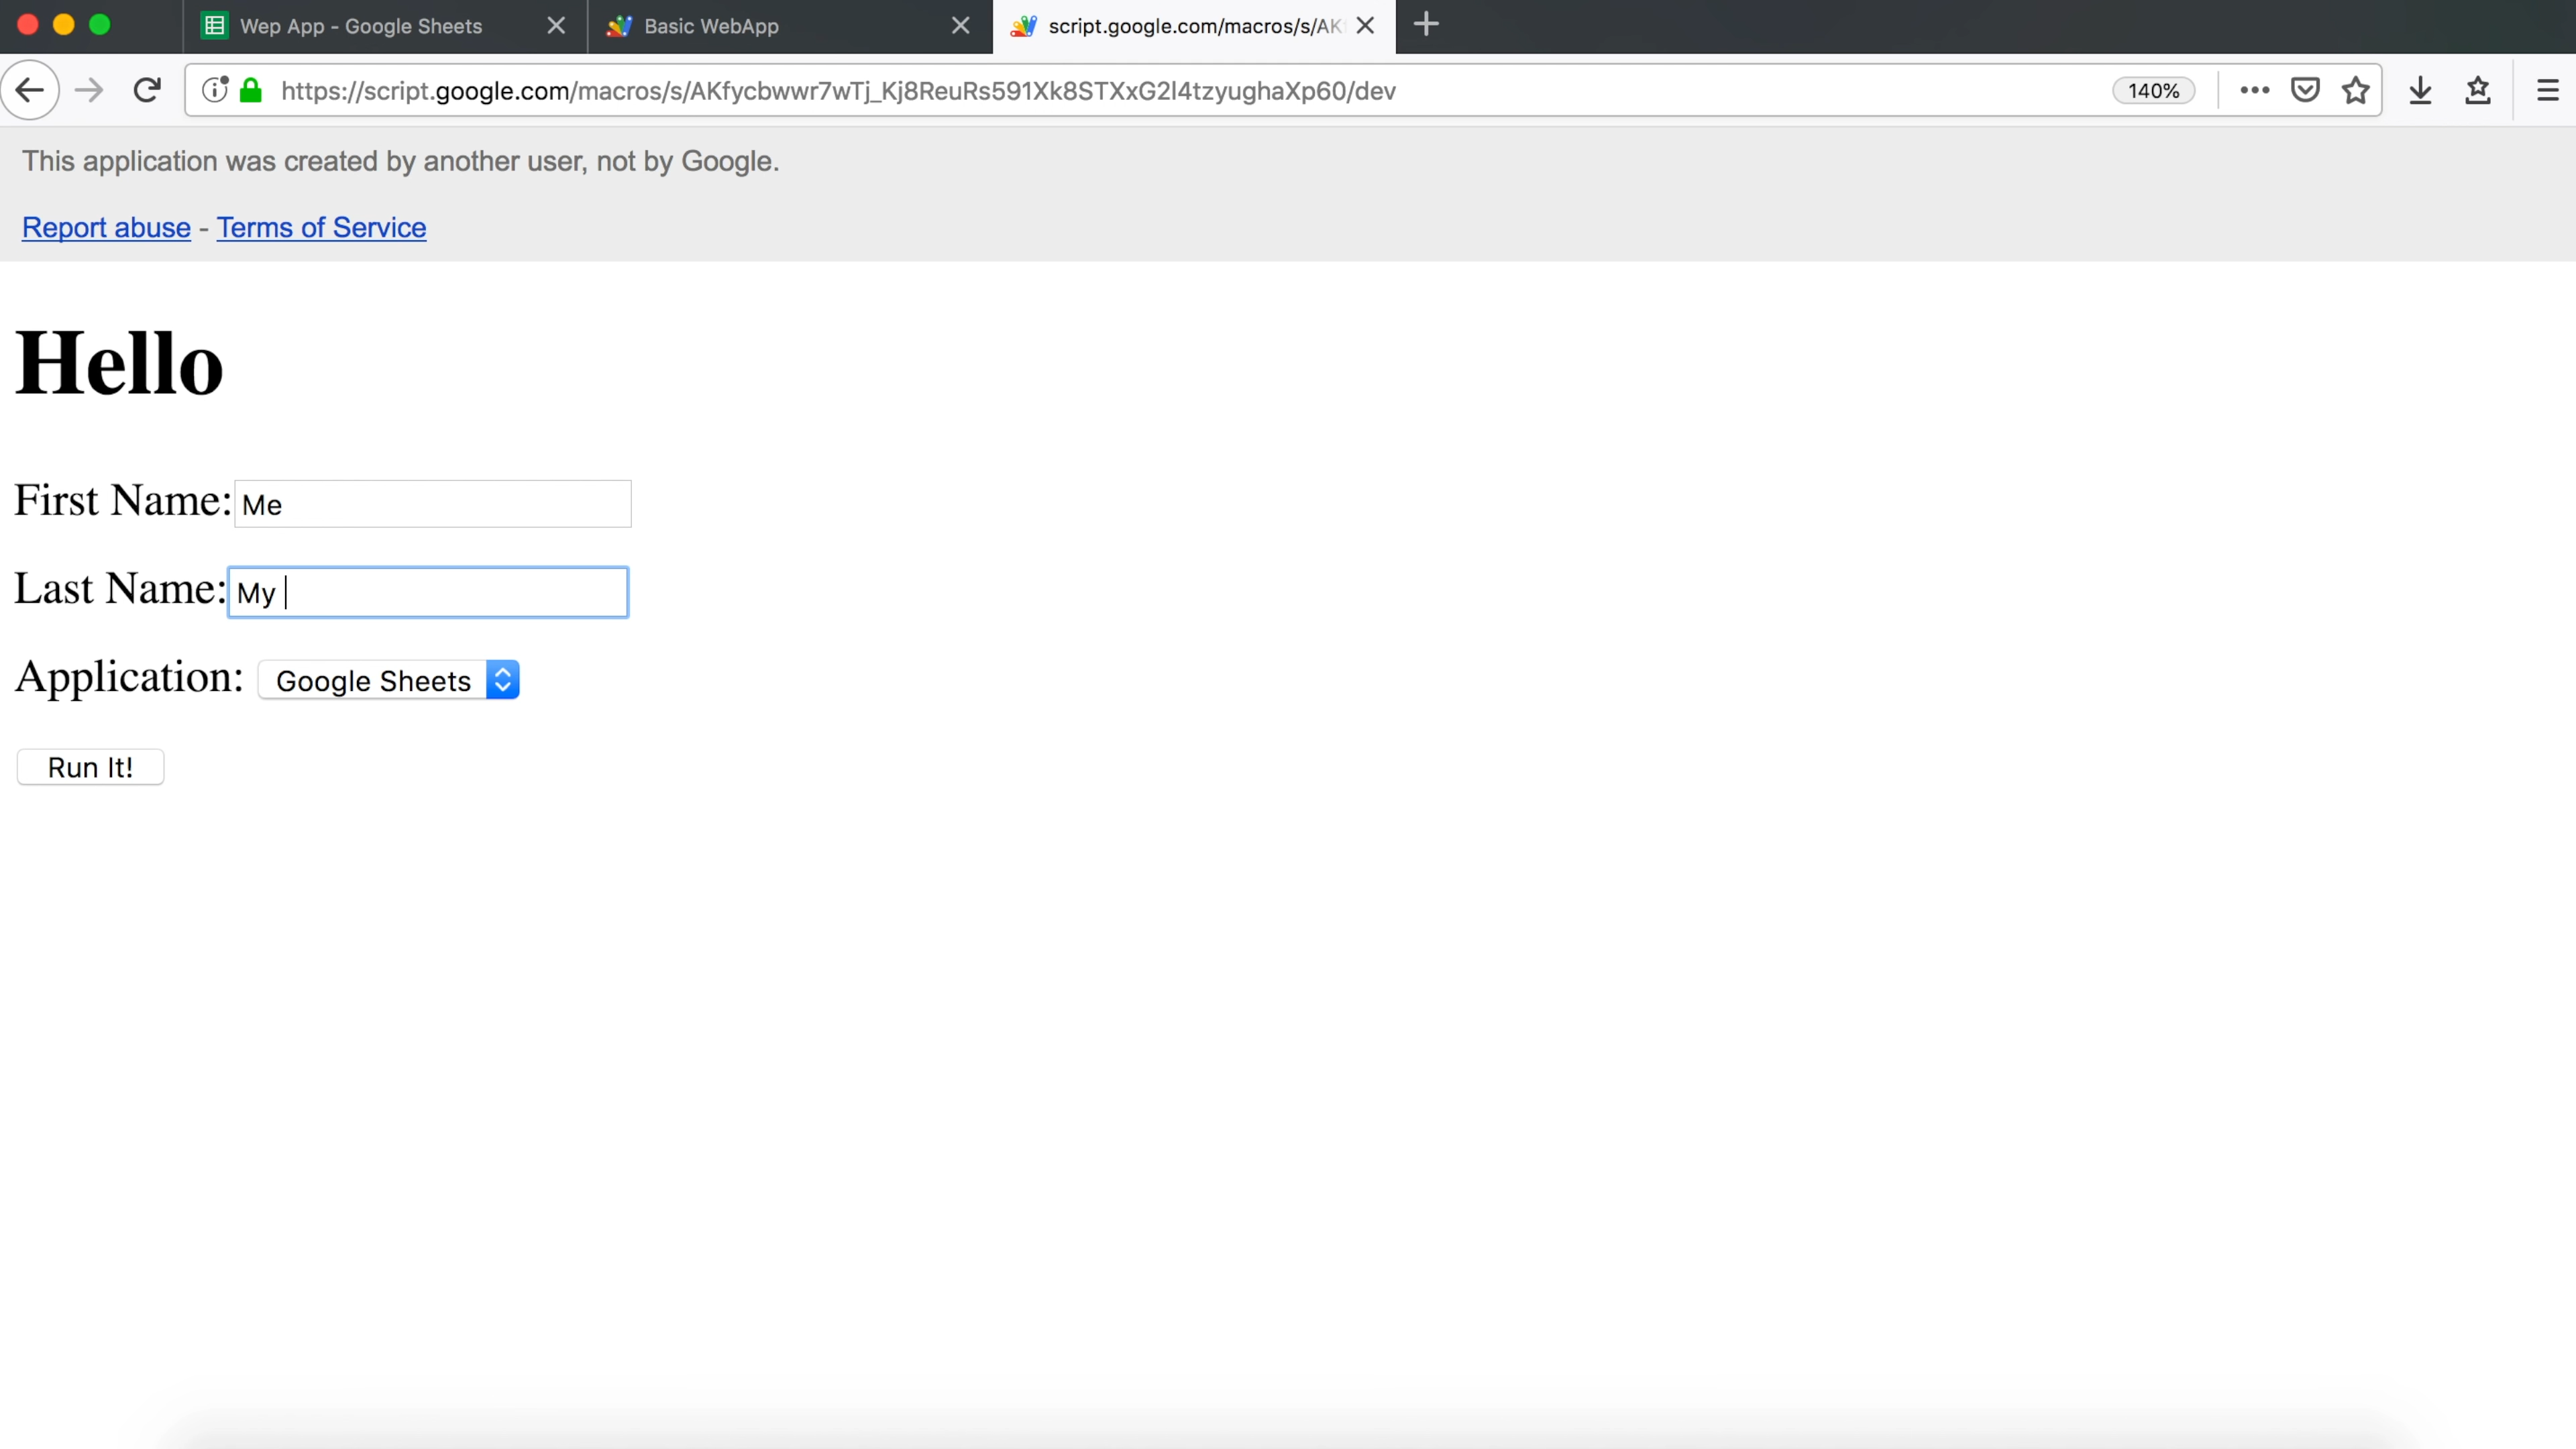 Wep App - Google Sheets
Basic WebApp
script.google.com/macros/s/AK
https://script.google.com/macros/s/AKfycbwwr7wTj_Kj8ReuRs591Xk8STXxG2l4tzyughaXp60/dev
140%
This application was created by another user, not by Google.
Report abuse - Terms of Service
Hello
First Name: Me
Last Name: My
Application: Google Sheets
Run It!